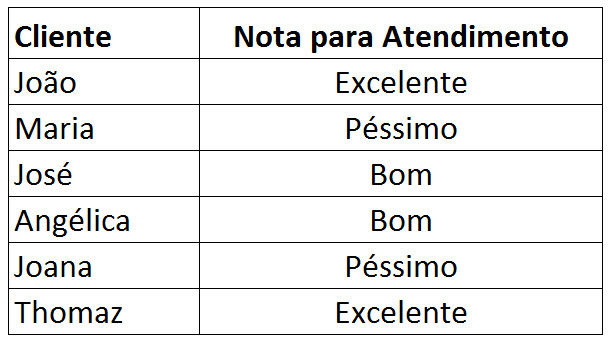 Cliente Nota para Atendimento
João Excelente
Maria Péssimo
José Bom
Angélica Bom
Joana Péssimo
Thomaz Excelente